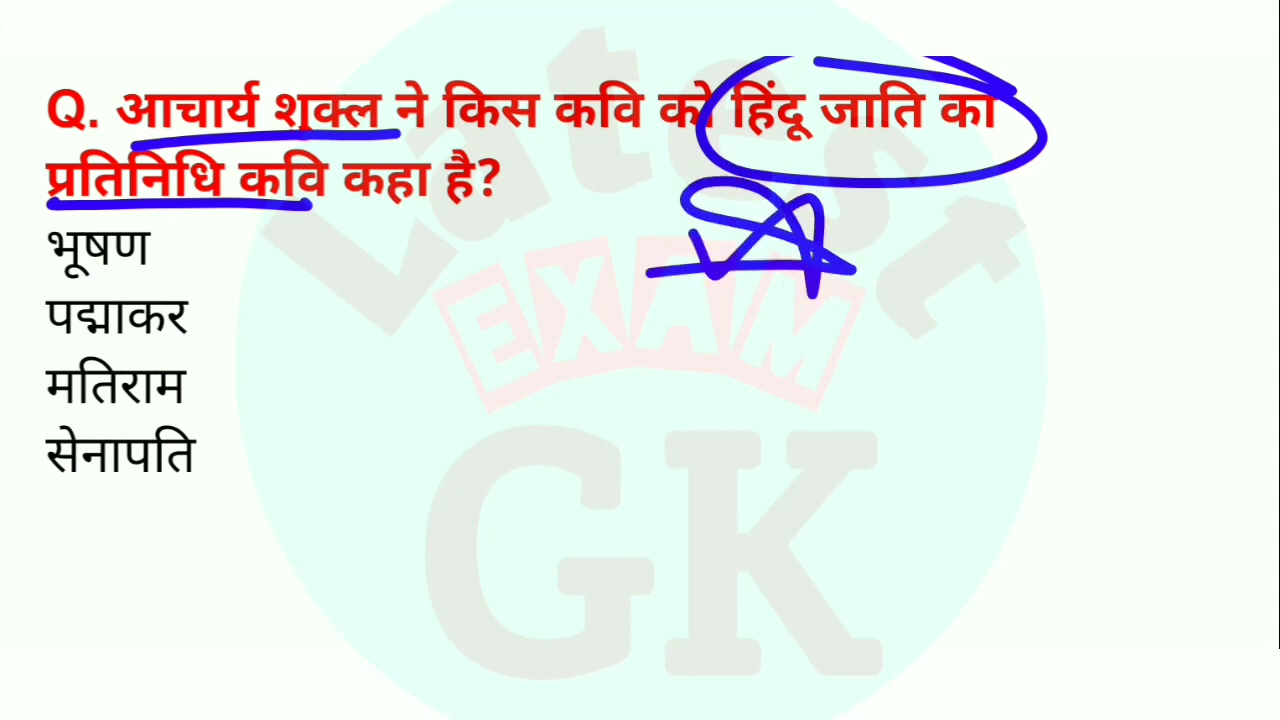 Q. आचार्य शुक्ल ने किस कवि को हिंदू जाति का
प्रतिनिधि कवि कहा है?
भूषण
पद्माकर
मतिराम
सेनापति
Latest
EXAM
GK